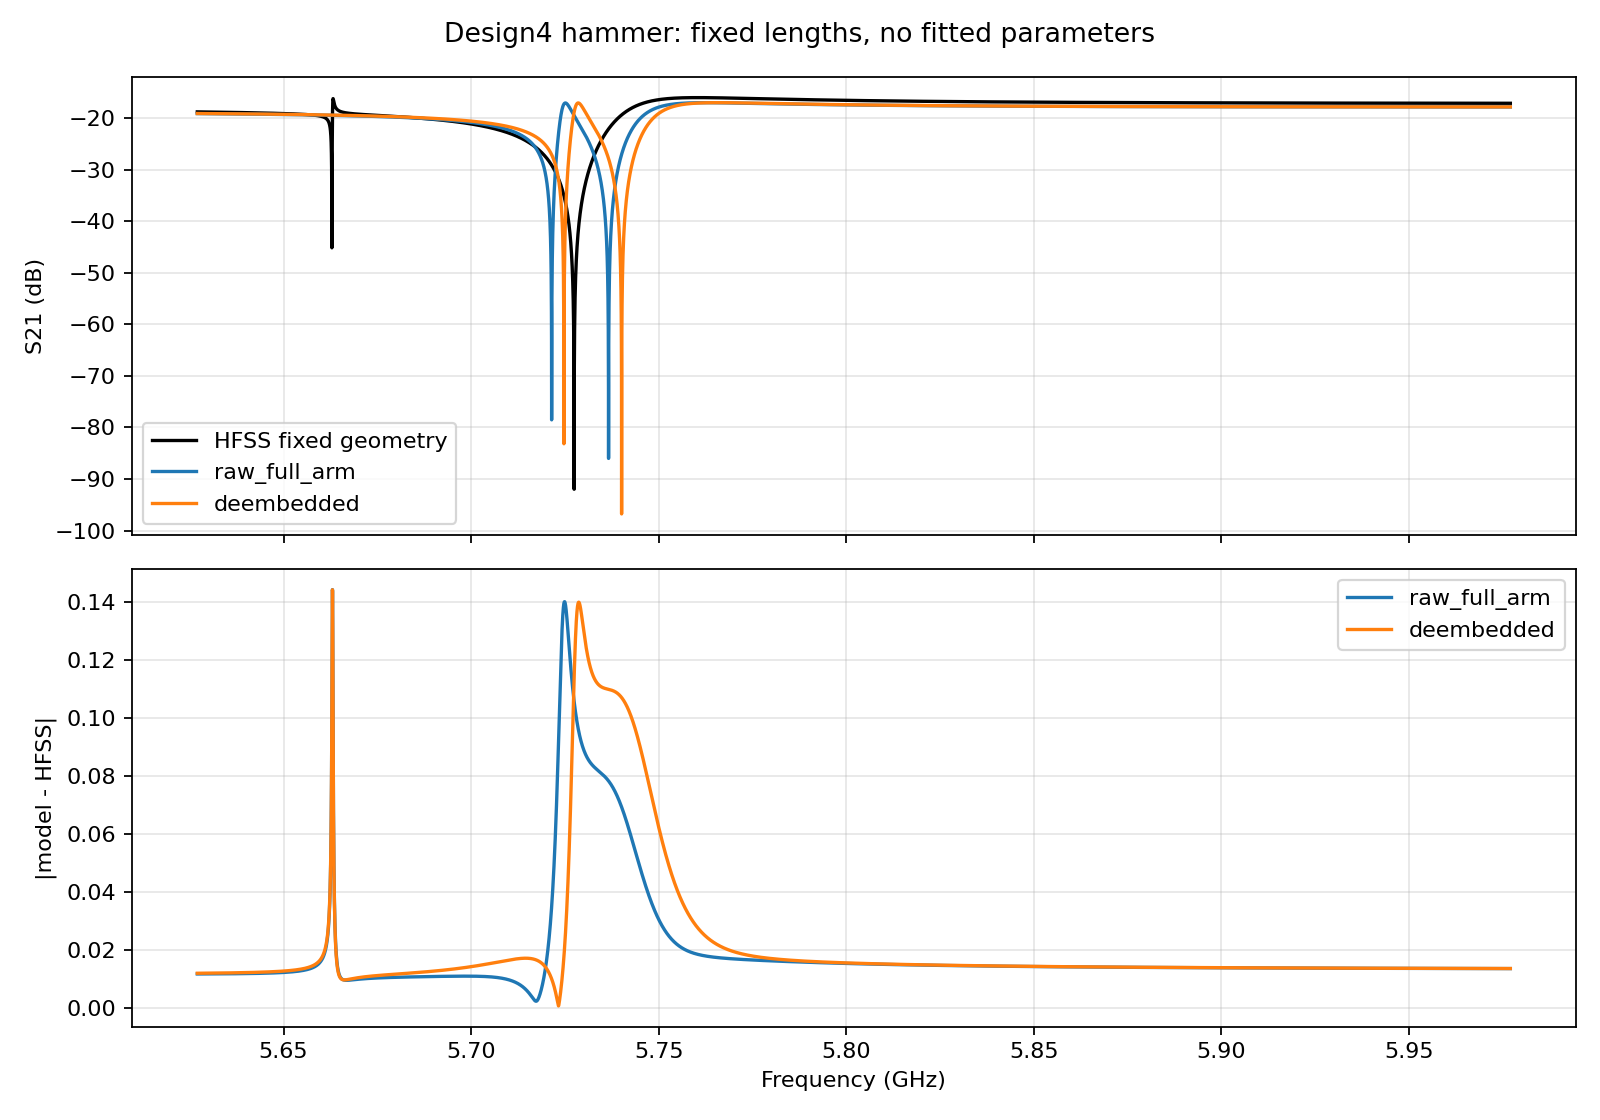 Design4 hammer: fixed lengths, no fitted parameters
S21 (dB)
−20
−30
−40
−50
−60
−70
−80
−90
−100
HFSS fixed geometry
raw_full_arm
deembedded
|model - HFSS|
0.14
0.12
0.10
0.08
0.06
0.04
0.02
0.00
raw_full_arm
deembedded
5.65
5.70
5.75
5.80
5.85
5.90
5.95
Frequency (GHz)